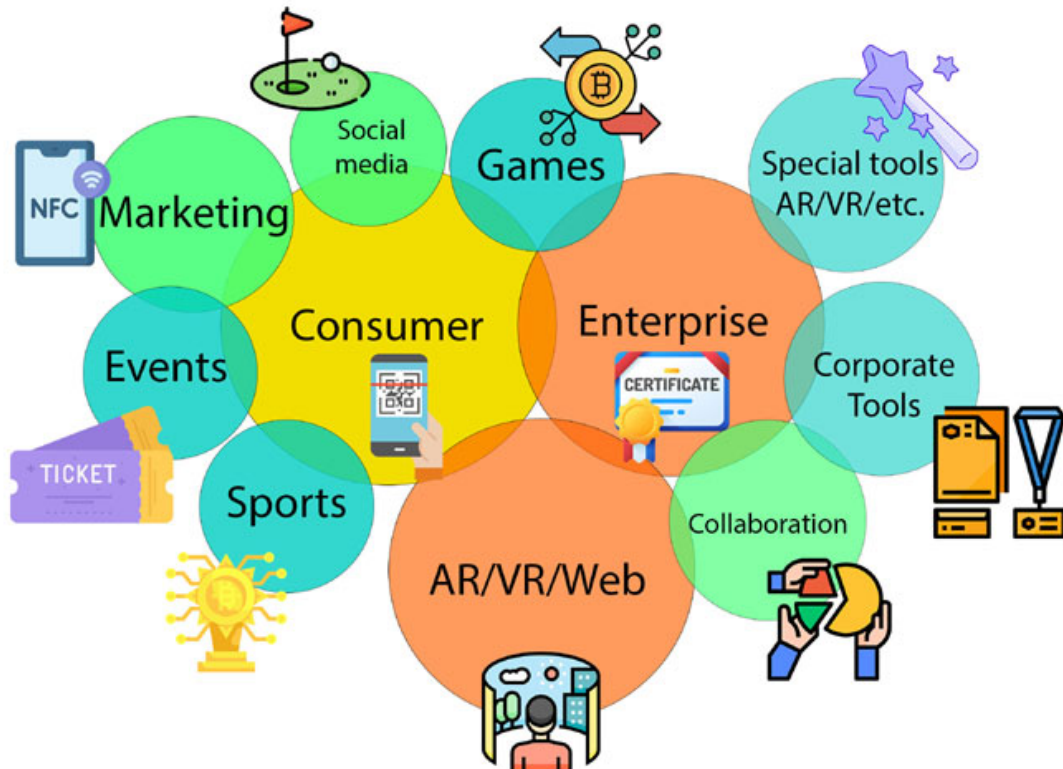 Social
media
Games
Special tools
AR/VR/etc.
NFC
Marketing
Consumer
Enterprise
Events
CERTIFICATE
Corporate
Tools
TICKET
Sports
Collaboration
AR/VR/Web